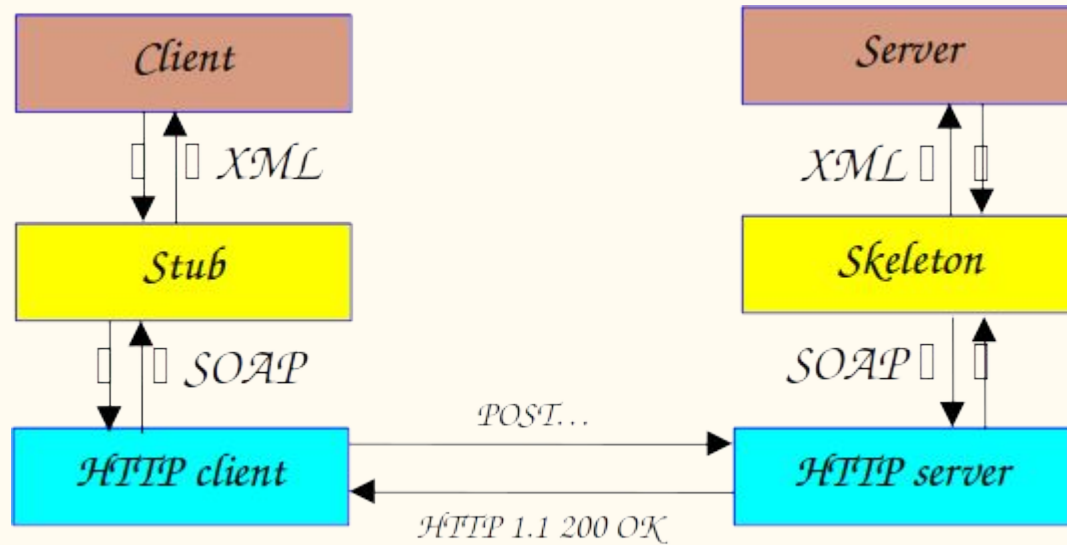 Client
Server
XML
XML
Stub
Skeleton
SOAP
SOAP
POST...
HTTP client
HTTP server
HTTP 1.1 200 OK